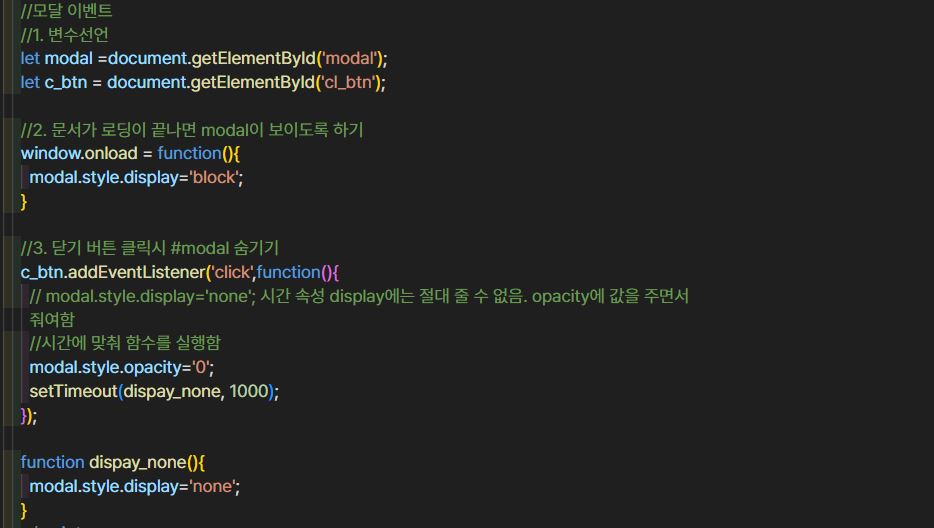 //모달 이벤트
//1. 변수선언
let modal =document.getElementById('modal');
let c_btn = document.getElementById('cl_btn');
//2. 문서가 로딩이 끝나면 modal이 보이도록 하기
window.onload = function(){
modal.style.display='block';
}
//3. 닫기 버튼 클릭시 #modal 숨기기
c_btn.addEventListener('click',function(){
// modal.style.display='none'; 시간 속성 display에는 절대 줄 수 없음. opacity에 값을 주면서
줘여함
//시간에 맞춰 함수를 실행함
modal.style.opacity='0';
setTimeout(dispay_none, 1000);
});
function dispay_none(){
modal.style.display='none';
}